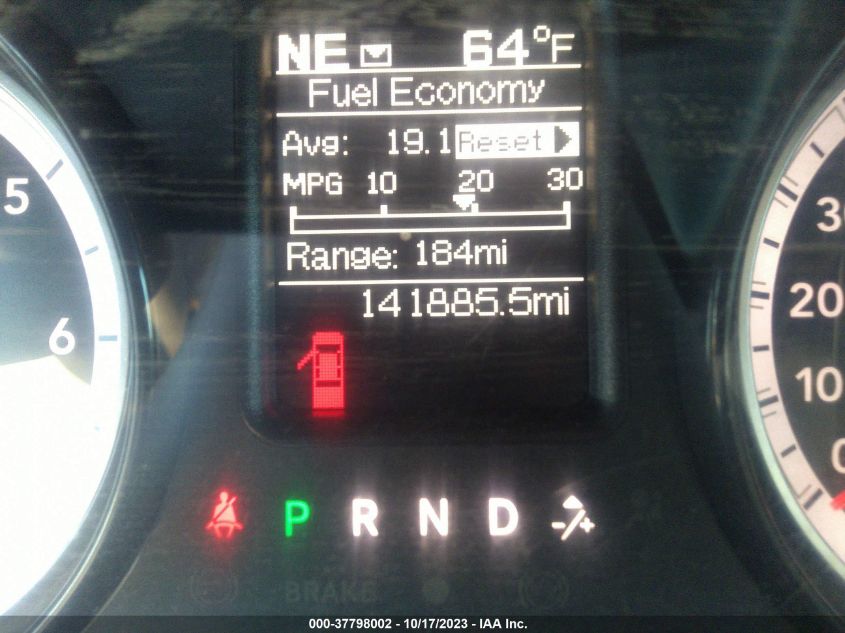 NE 64°F
Fuel Economy
Avg: 19.1 Reset
MPG 10 20 30
Range: 184mi
141885.5mi
5
6
20
10
0
P R N D -/+
BRAKE
000-37798002 - 10/17/2023 - IAA Inc.